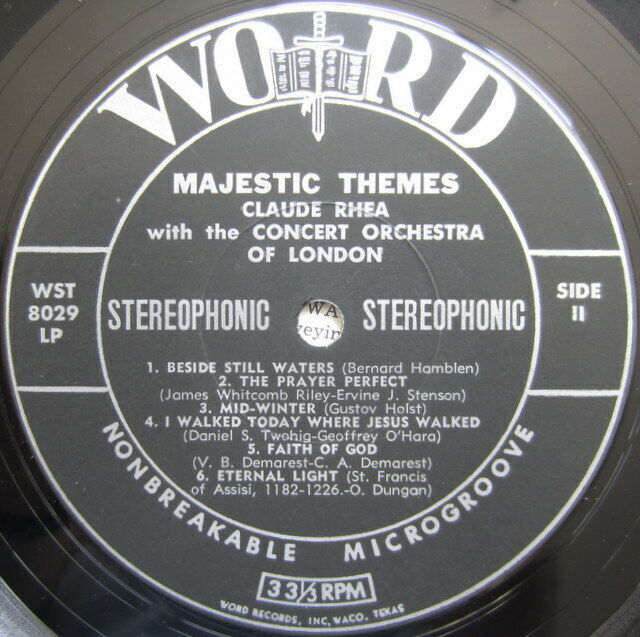 WORD
MAJESTIC THEMES
CLAUDE RHEA
with the CONCERT ORCHESTRA
OF LONDON
WST
8029
LP
STEREOPHONIC
WA
eyin
STEREOPHONIC
SIDE
II
1. BESIDE STILL WATERS (Bernard Hamblen)
2. THE PRAYER PERFECT
(James Whitcomb Riley-Ervine J. Stenson)
3. MID-WINTER (Gustov Holst)
4. I WALKED TODAY WHERE JESUS WALKED
(Daniel S. Twohig-Geoffrey O'Hara)
5. FAITH OF GOD
(V. B. Demarest-C. A. Demarest)
6. ETERNAL LIGHT (St. Francis
of Assisi, 1182-1226.-O. Dungan)
NONBREAKABLE MICROGROOVE
33⅓ RPM
WORD RECORDS, INC, WACO, TEXAS